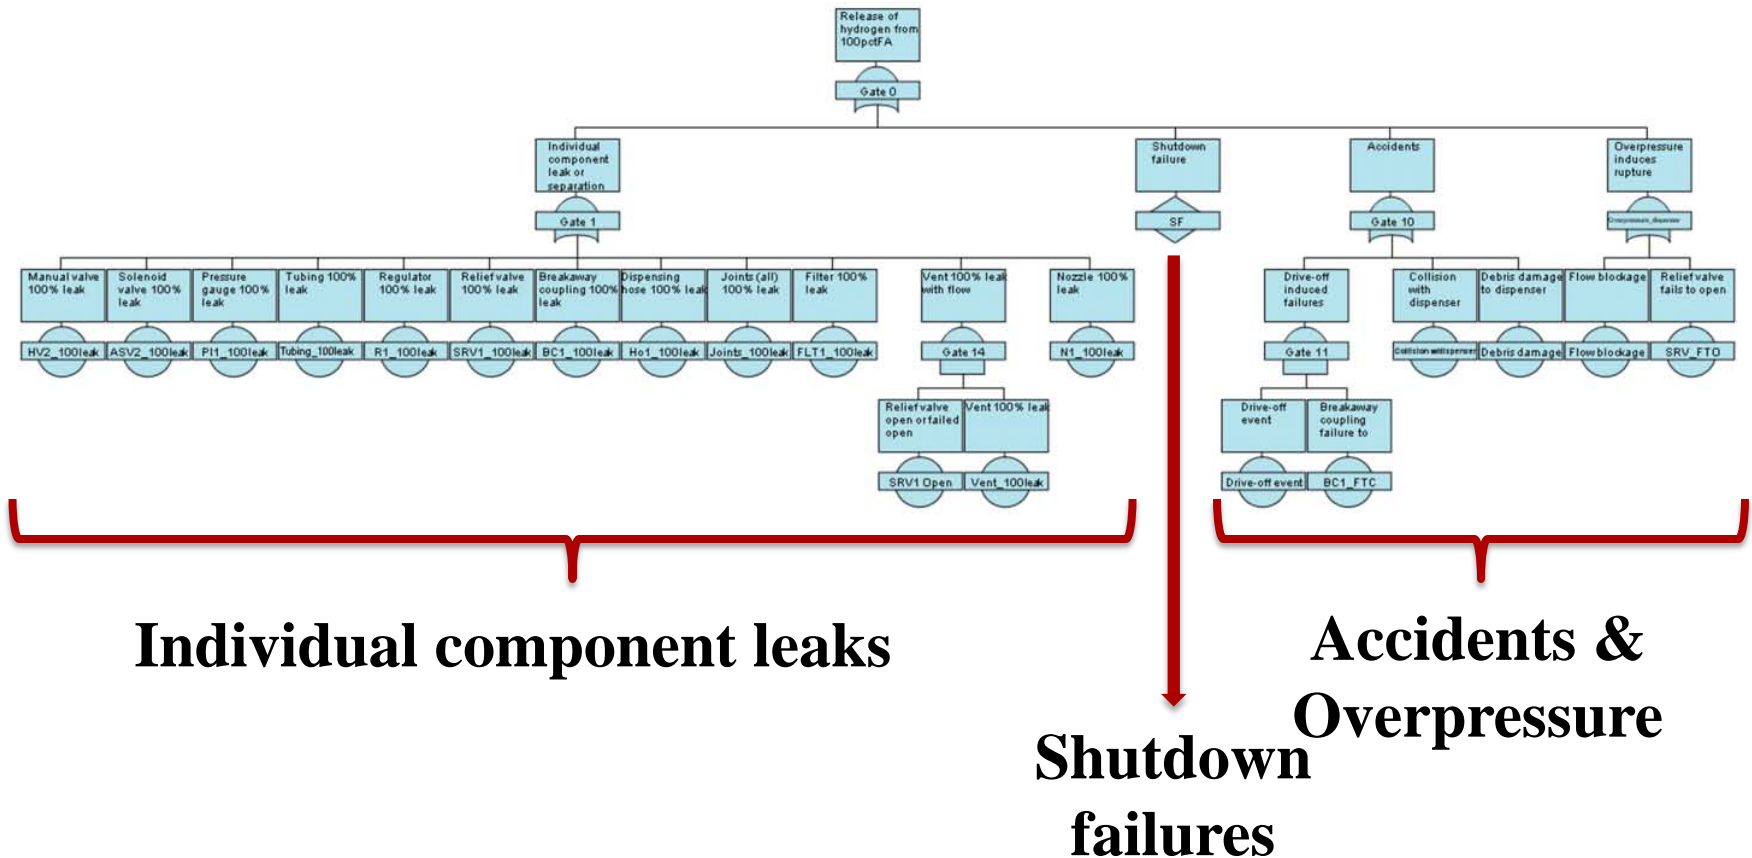 Release of
hydrogen from
100pctFA
Gate 0
Individual
component
leak or
separation
Gate 1
Shutdown
failure
SF
Accidents
Gate 10
Overpressure
induces
rupture
Manual valve
100% leak
HV2_100leak
Solenoid
valve 100%
leak
ASV2_100leak
Pressure
gauge 100%
leak
PI1_100leak
Tubing 100%
leak
Tubing_100leak
Regulator
100% leak
R1_100leak
Relief valve
100% leak
SRV1_100leak
Breakaway
coupling 100%
leak
BC1_100leak
Dispensing
hose 100% leak
Ho1_100leak
Joints (all)
100% leak
Joints_100leak
Filter 100%
leak
FLT1_100leak
Vent 100% leak
with flow
Gate 14
Nozzle 100%
leak
N1_100leak
Drive-off
induced
failures
Gate 11
Collision
with
dispenser
Debris damage
to dispenser
Debris damage
Flow blockage
Flow blockage
Relief valve
fails to open
SRV_FTO
Relief valve
open or failed
open
SRV1 Open
Vent 100% leak
Vent_100leak
Drive-off
event
Drive-off event
Breakaway
coupling
failure to
BC1_FTC
Individual component leaks
Shutdown
failures
Accidents &
Overpressure